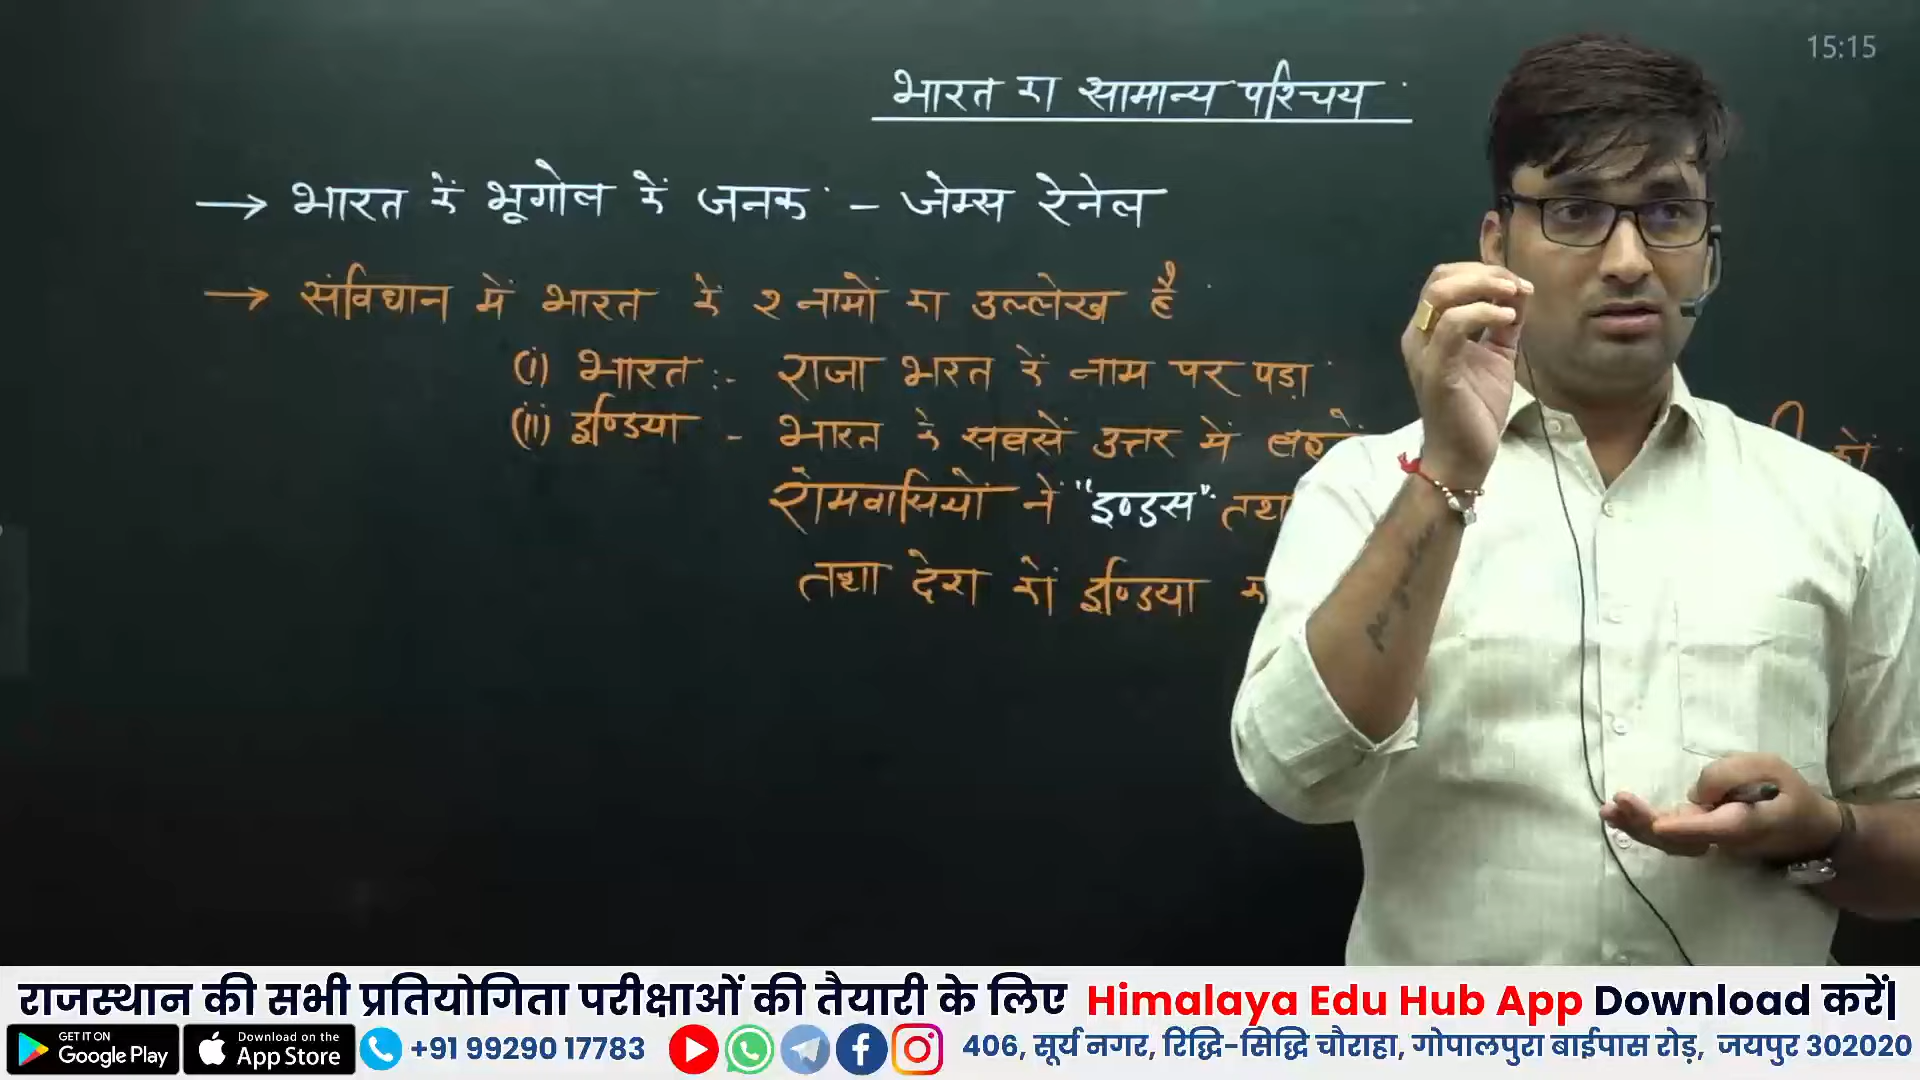 15:15
भारत का सामान्य परिचय
→ भारत के भूगोल के जनक - जेम्स रेनेल
→ संविधान में भारत के २ नामों का उल्लेख है
(i) भारत :- राजा भरत के नाम पर पड़ा
(ii) इण्डिया - भारत के सबसें उत्तर में को
रोमवासियों नें "इण्डस" तथा
तथा देश कों इण्डिया
राजस्थान की सभी प्रतियोगिता परीक्षाओं की तैयारी के लिए Himalaya Edu Hub App Download करें|
GET IT ON Google Play Download on the App Store +91 99290 17783 406, सूर्य नगर, रिद्धि-सिद्धि चौराहा, गोपालपुरा बाईपास रोड़, जयपुर 302020